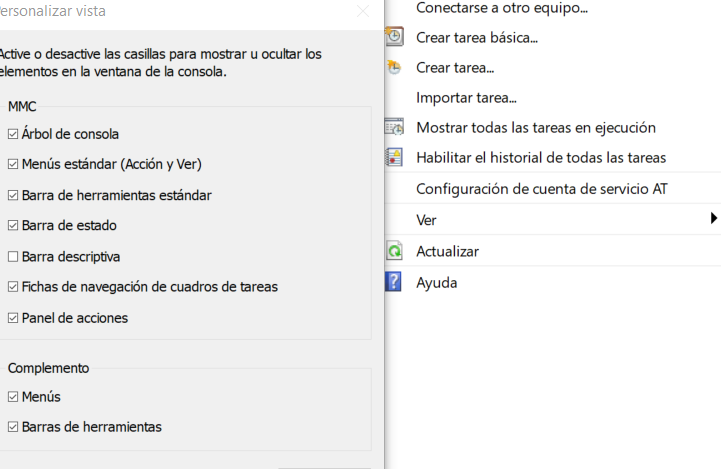 Personalizar vista
Active o desactive las casillas para mostrar u ocultar los
elementos en la ventana de la consola.
MMC
Árbol de consola
Menús estándar (Acción y Ver)
Barra de herramientas estándar
Barra de estado
Barra descriptiva
Fichas de navegación de cuadros de tareas
Panel de acciones
Complemento
Menús
Barras de herramientas
Conectarse a otro equipo...
Crear tarea básica...
Crear tarea...
Importar tarea...
Mostrar todas las tareas en ejecución
Habilitar el historial de todas las tareas
Configuración de cuenta de servicio AT
Ver
Actualizar
Ayuda